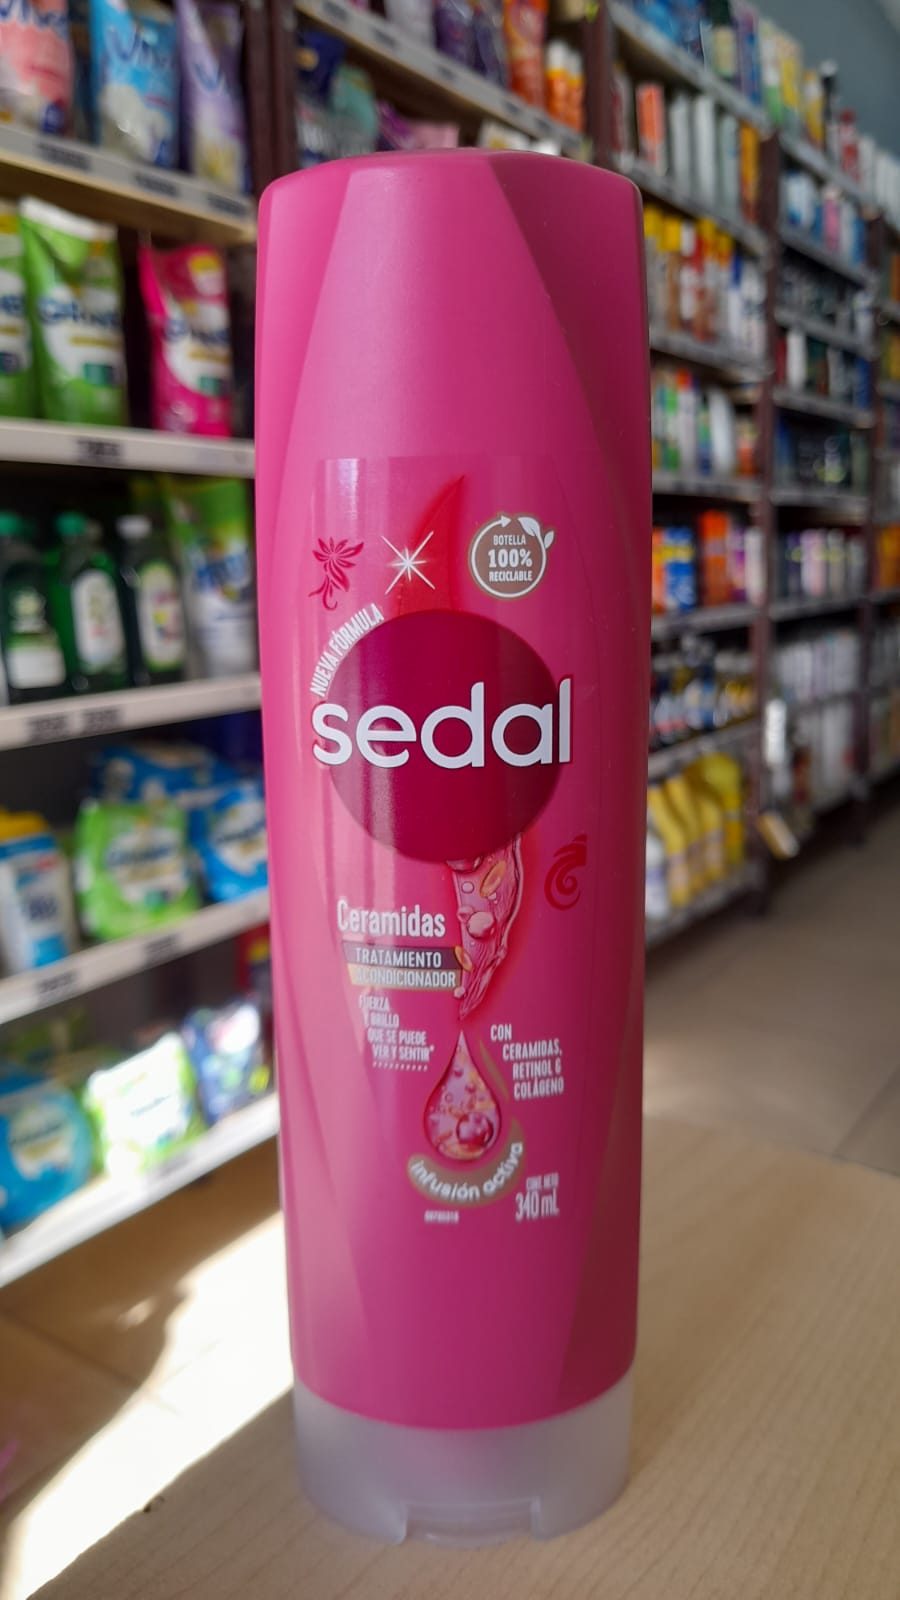 BOTELLA
100%
RECICLABLE
NUEVA FÓRMULA
sedal
Ceramidas
TRATAMIENTO
ACONDICIONADOR
FUERZA
Y BRILLO
QUE SE PUEDE
VER Y SENTIR*
CON
CERAMIDAS,
RETINOL &
COLÁGENO
infusión activa
CONT. NETO
340 mL